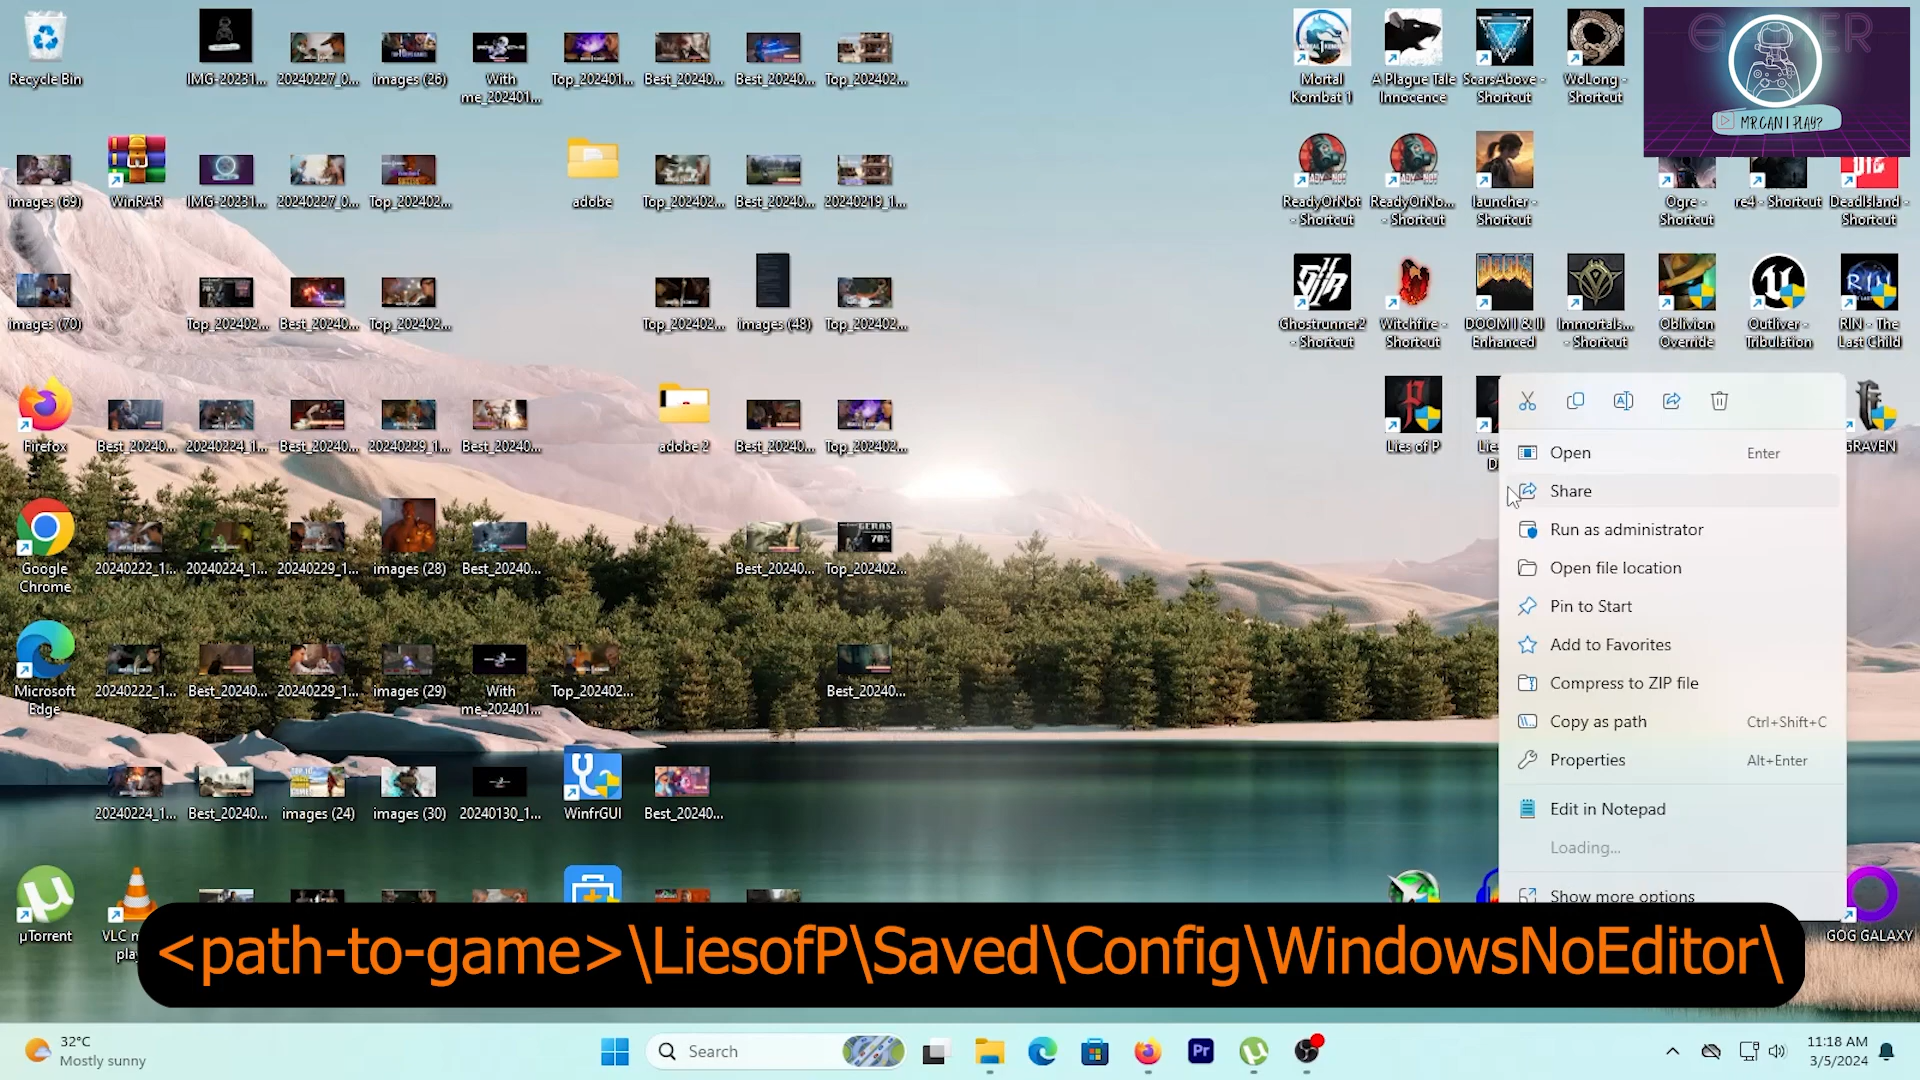 Recycle Bin
IMG-20231...
20240227_0...
images (26)
With
me_202401...
Top_202401...
Best_20240...
Best_20240...
Top_202402...
Mortal
Kombat 1
A Plague Tale
Innocence
ScarsAbove -
Shortcut
WoLong -
Shortcut
MR.CAN I PLAY?
images (69)
WinRAR
IMG-20231...
20240227_0...
Top_202402...
adobe
Top_202402...
Best_20240...
20240219_1...
ReadyOrNot
- Shortcut
ReadyOrNo...
- Shortcut
launcher -
Shortcut
Ogre -
Shortcut
re4 - Shortcut
DeadIsland -
Shortcut
images (70)
Top_202402...
Best_20240...
Top_202402...
Top_202402...
images (48)
Top_202402...
Ghostrunner2
- Shortcut
Witchfire -
Shortcut
DOOM I & II
Enhanced
Immortals...
- Shortcut
Oblivion
Override
Outliver -
Tribulation
RIN - The
Last Child
Firefox
Best_20240...
20240224_1...
Best_20240...
20240229_1...
Best_20240...
adobe 2
Best_20240...
Top_202402...
Lies of P
GRAVEN
Open Enter
Share
Run as administrator
Open file location
Pin to Start
Add to Favorites
Compress to ZIP file
Copy as path Ctrl+Shift+C
Properties Alt+Enter
Edit in Notepad
Loading...
Show more options
Google
Chrome
20240222_1...
20240224_1...
20240229_1...
images (28)
Best_20240...
Best_20240...
GERAS
70%
Top_202402...
Microsoft
Edge
20240222_1...
Best_20240...
20240229_1...
images (29)
With
me_202401...
Top_202402...
Best_20240...
20240224_1...
Best_20240...
images (24)
images (30)
20240130_1...
WinfrGUI
Best_20240...
µTorrent
GOG GALAXY
<path-to-game>\LiesofP\Saved\Config\WindowsNoEditor\
32°C
Mostly sunny
Search
Pr
11:18 AM
3/5/2024